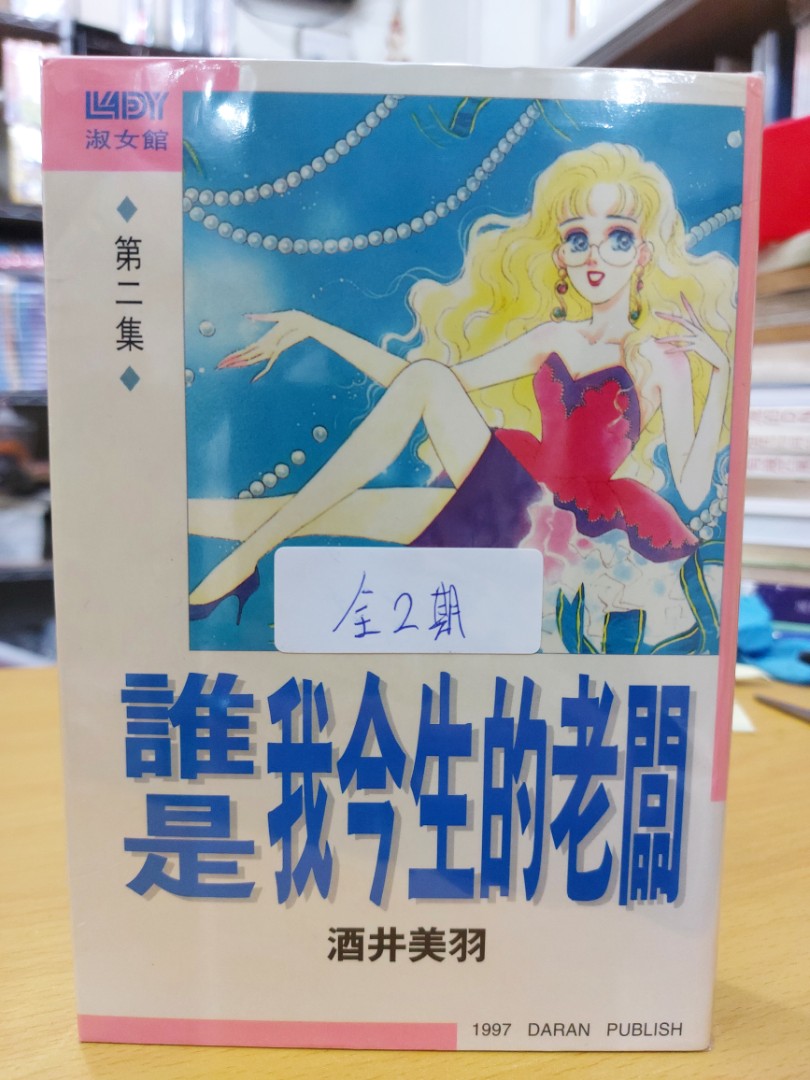 LADY
淑女館
第二集
全2期
誰是我今生的老闆
酒井美羽
1997 DARAN PUBLISH